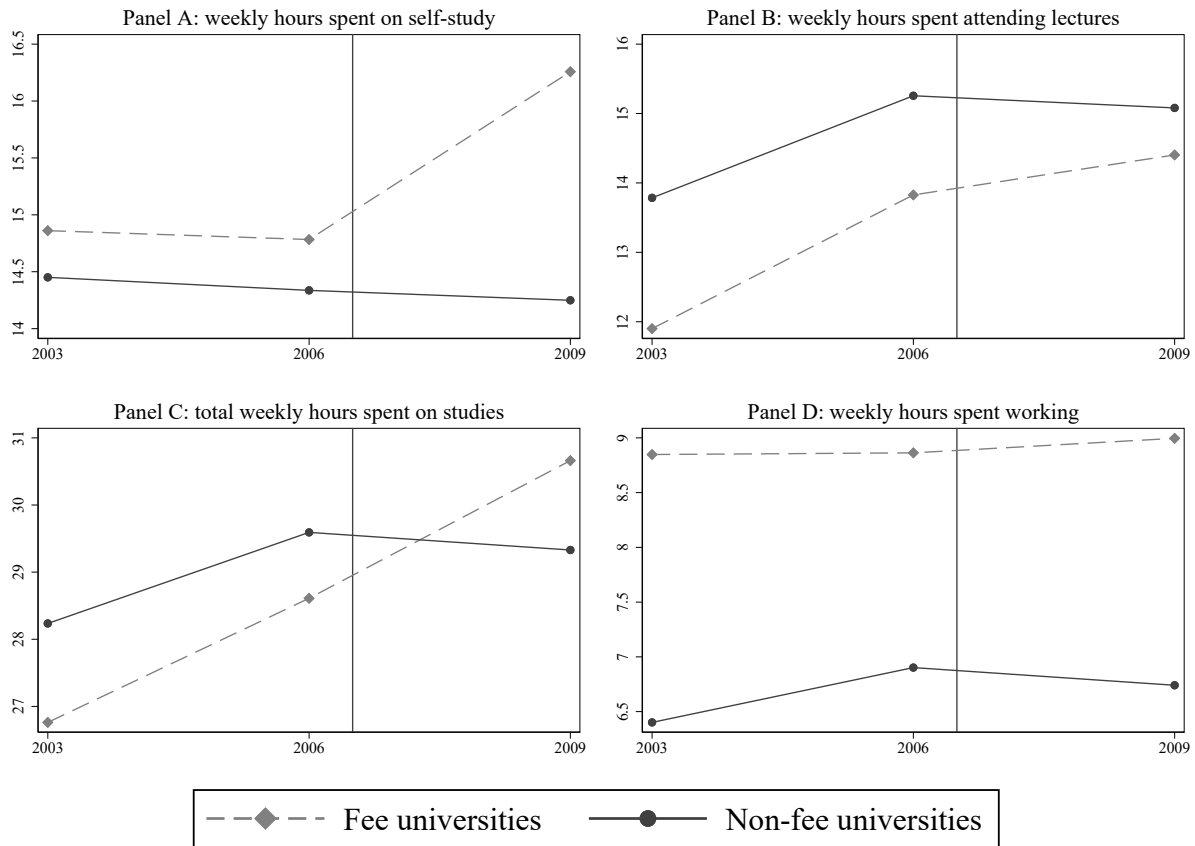 Panel A: weekly hours spent on self-study
16.5
16
15.5
15
14.5
14
2003 2006 2009
Panel B: weekly hours spent attending lectures
16
15
14
13
12
2003 2006 2009
Panel C: total weekly hours spent on studies
31
30
29
28
27
2003 2006 2009
Panel D: weekly hours spent working
9
8.5
8
7.5
7
6.5
2003 2006 2009
Fee universities Non-fee universities